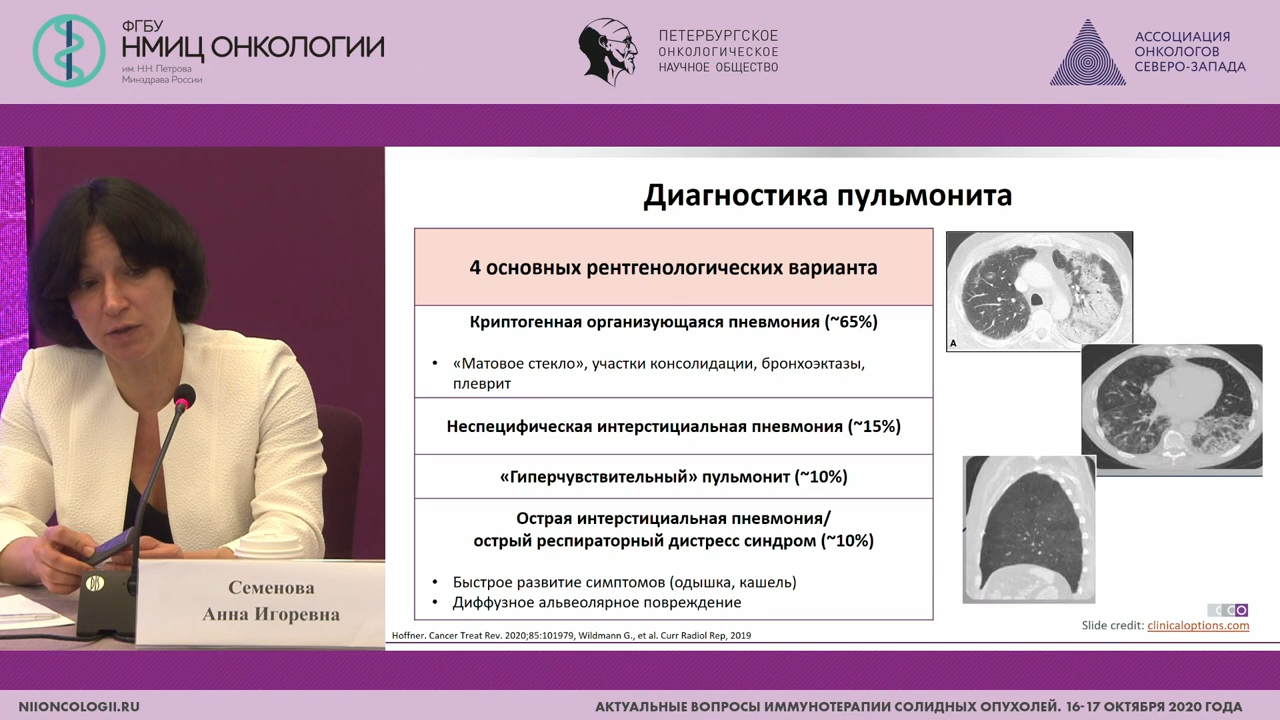 ФГБУ
НМИЦ ОНКОЛОГИИ
им. Н.Н. Петрова
Минздрава России
ПЕТЕРБУРГСКОЕ
ОНКОЛОГИЧЕСКОЕ
НАУЧНОЕ ОБЩЕСТВО
АССОЦИАЦИЯ
ОНКОЛОГОВ
СЕВЕРО-ЗАПАДА
Диагностика пульмонита
4 основных рентгенологических варианта
Криптогенная организующаяся пневмония (~65%)
• «Матовое стекло», участки консолидации, бронхоэктазы,
плеврит
Неспецифическая интерстициальная пневмония (~15%)
«Гиперчувствительный» пульмонит (~10%)
Острая интерстициальная пневмония/
острый респираторный дистресс синдром (~10%)
• Быстрое развитие симптомов (одышка, кашель)
• Диффузное альвеолярное повреждение
A
CCO
Slide credit: clinicaloptions.com
Hoffner. Cancer Treat Rev. 2020;85:101979, Wildmann G., et al. Curr Radiol Rep, 2019
Семенова
Анна Игоревна
NIIONCOLOGII.RU
АКТУАЛЬНЫЕ ВОПРОСЫ ИММУНОТЕРАПИИ СОЛИДНЫХ ОПУХОЛЕЙ. 16-17 ОКТЯБРЯ 2020 ГОДА